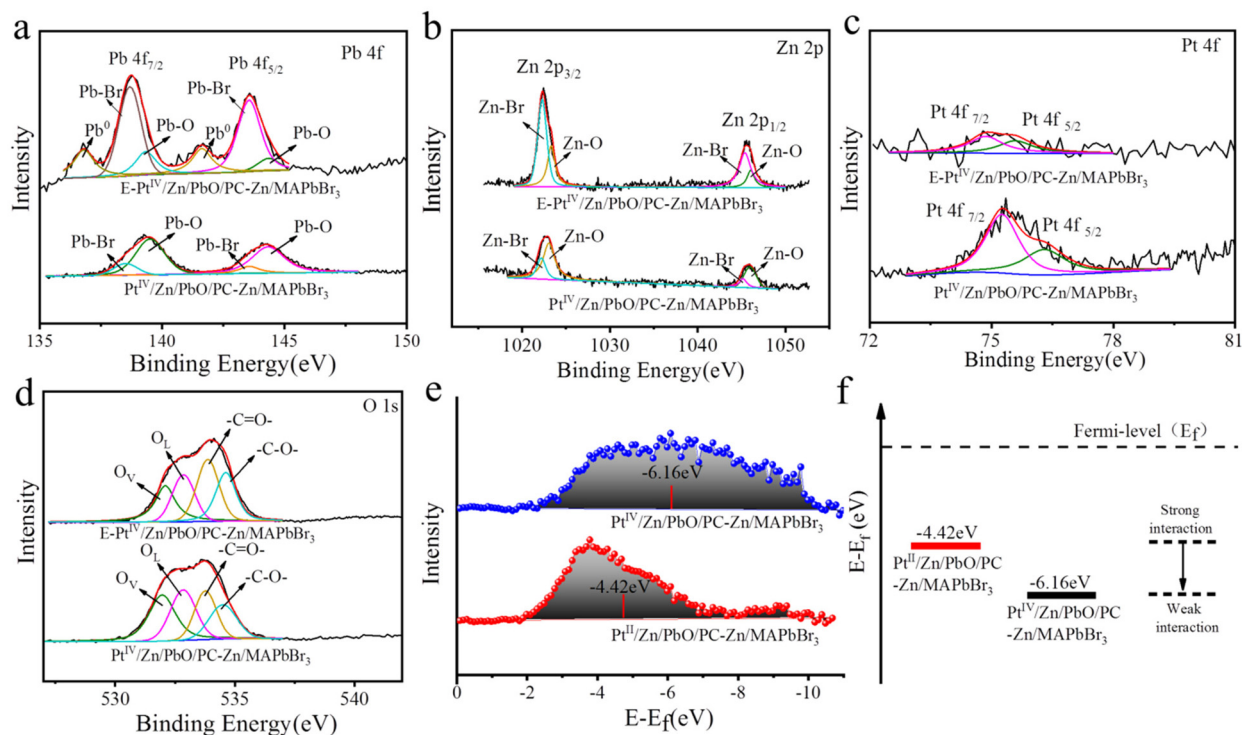 a
Pb 4f
Pb 4f7/2
Pb 4f5/2
Pb-Br
Pb-Br
Pb0
Pb-O
Pb0
Pb-O
E-PtIV/Zn/PbO/PC-Zn/MAPbBr3
Pb-Br
Pb-O
Pb-Br
Pb-O
PtIV/Zn/PbO/PC-Zn/MAPbBr3
Intensity
135 138 141 144 147 150
Binding Energy(eV)
b
Zn 2p
Zn 2p3/2
Zn-Br
Zn-O
Zn 2p1/2
Zn-Br
Zn-O
E-PtIV/Zn/PbO/PC-Zn/MAPbBr3
Zn-Br
Zn-O
Zn-Br
Zn-O
PtIV/Zn/PbO/PC-Zn/MAPbBr3
Intensity
1020 1030 1040 1050
Binding Energy(eV)
c
Pt 4f
Pt 4f 7/2
Pt 4f 5/2
E-PtIV/Zn/PbO/PC-Zn/MAPbBr3
Pt 4f 7/2
Pt 4f 5/2
PtIV/Zn/PbO/PC-Zn/MAPbBr3
Intensity
72 75 78 81
Binding Energy(eV)
d
O 1s
OV
OL
-C=O-
-C-O-
E-PtIV/Zn/PbO/PC-Zn/MAPbBr3
OV
OL
-C=O-
-C-O-
PtIV/Zn/PbO/PC-Zn/MAPbBr3
Intensity
530 535 540
Binding Energy(eV)
e
-6.16eV
PtIV/Zn/PbO/PC-Zn/MAPbBr3
-4.42eV
PtII/Zn/PbO/PC-Zn/MAPbBr3
Intensity
0 -2 -4 -6 -8 -10
E-Ef(eV)
f
Fermi-level（Ef）
E-Ef (eV)
-4.42eV
PtII/Zn/PbO/PC
-Zn/MAPbBr3
-6.16eV
PtIV/Zn/PbO/PC
-Zn/MAPbBr3
Strong
interaction
Weak
interaction